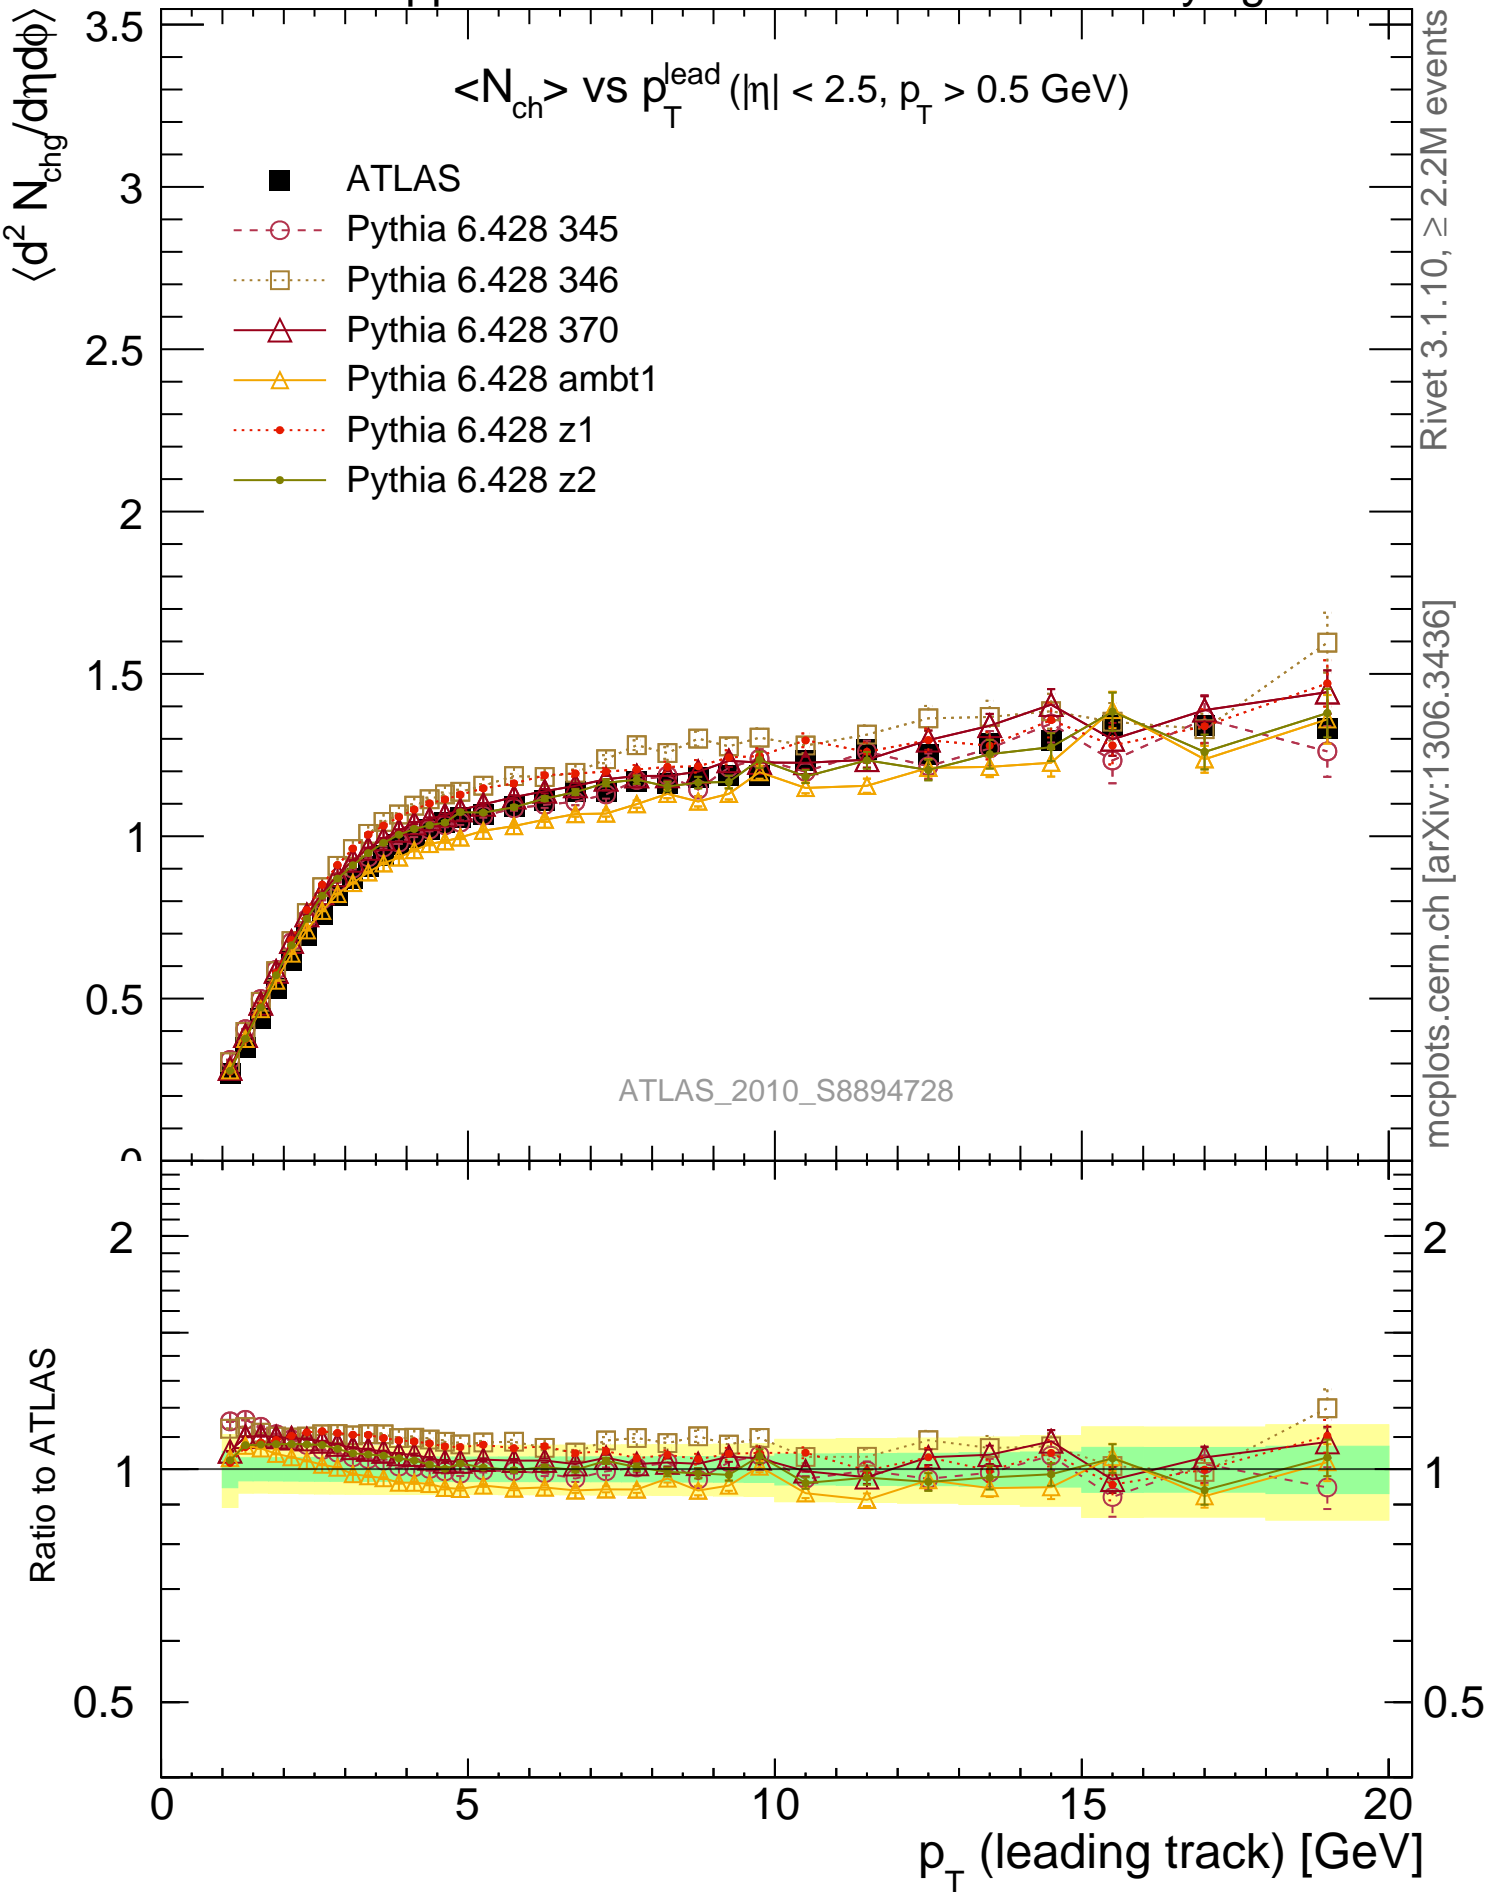 ⟨d² N_chg/dηdϕ⟩
<N_ch> vs p_T^lead (|η| < 2.5, p_T > 0.5 GeV)
ATLAS
Pythia 6.428 345
Pythia 6.428 346
Pythia 6.428 370
Pythia 6.428 ambt1
Pythia 6.428 z1
Pythia 6.428 z2
3.5
3
2.5
2
1.5
1
0.5
0
ATLAS_2010_S8894728
Rivet 3.1.10, ≥ 2.2M events
mcplots.cern.ch [arXiv:1306.3436]
Ratio to ATLAS
2
1
0.5
2
1
0.5
0
5
10
15
20
p_T (leading track) [GeV]